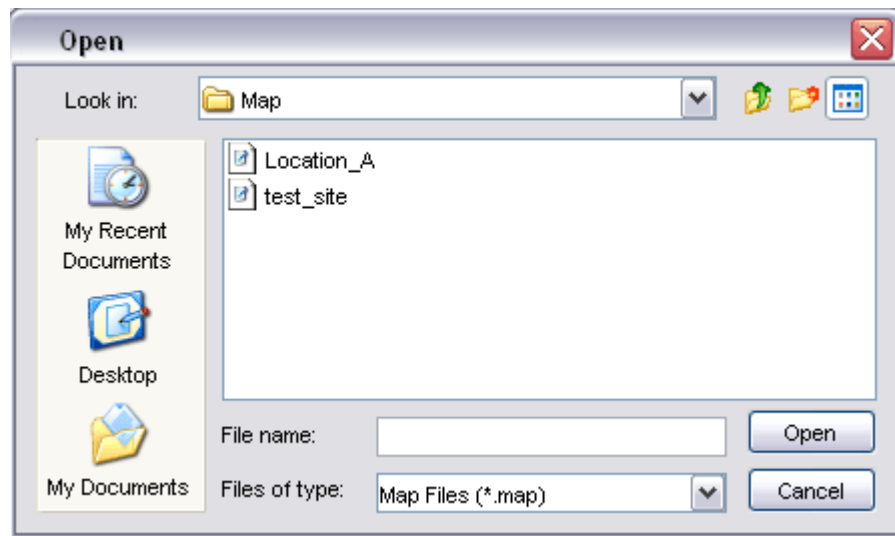 Open
Look in:
Map
Location_A
test_site
My Recent
Documents
Desktop
My Documents
File name:
Open
Files of type:
Map Files (*.map)
Cancel